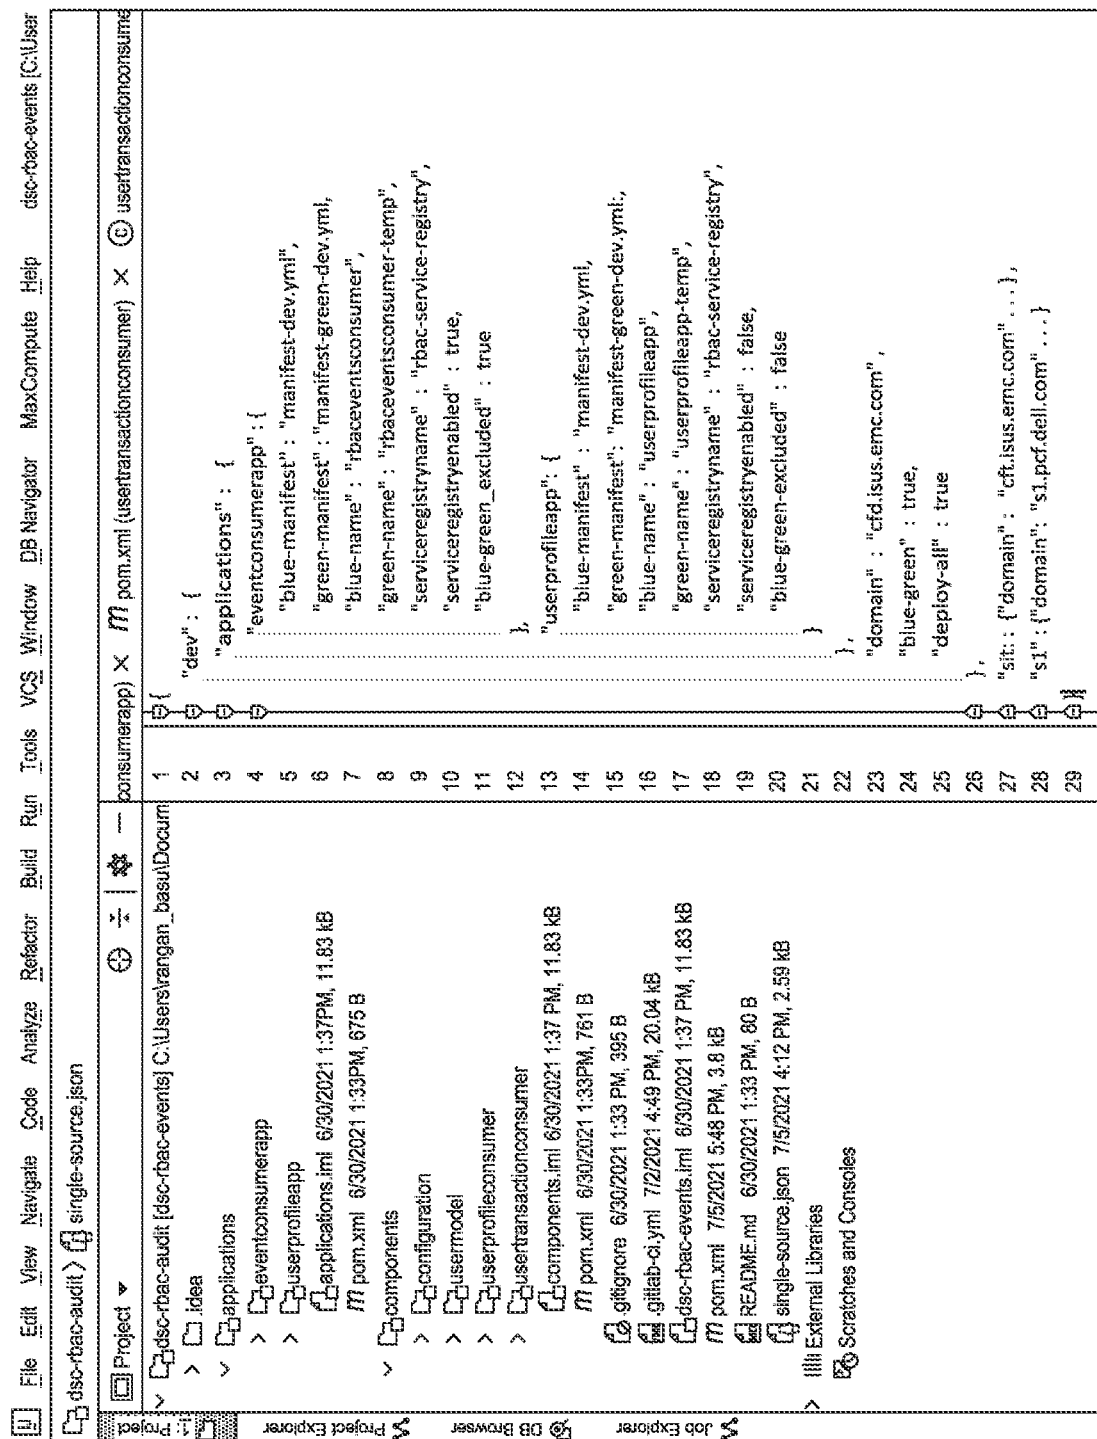 IJ File Edit View Navigate Code Analyze Refactor Build Run Tools VCS Window DB Navigator MaxCompute Help dsc-rbac-events [C:\User
dsc-rbac-audit > single-source.json
Project
consumerapp) × m pom.xml (usertransactionconsumer) × © usertransactionconsume
1: Project
Project Explorer
DB Browser
Job Explorer
dsc-rbac-audit [dsc-rbac-events] C:\Users\rangan_basu\Docum
> .idea
applications
> eventconsumerapp
> userprofileapp
applications.iml 6/30/2021 1:37PM, 11.83 kB
m pom.xml 6/30/2021 1:33PM, 675 B
components
> configuration
> usermodel
> userprofileconsumer
> usertransactionconsumer
components.iml 6/30/2021 1:37 PM, 11.83 kB
m pom.xml 6/30/2021 1:33PM, 761 B
.gitignore 6/30/2021 1:33 PM, 395 B
.gitlab-ci.yml 7/2/2021 4:49 PM, 20.04 kB
dsc-rbac-events.iml 6/30/2021 1:37 PM, 11.83 kB
m pom.xml 7/5/2021 5:48 PM, 3.8 kB
README.md 6/30/2021 1:33 PM, 80 B
single-source.json 7/5/2021 4:12 PM, 2.59 kB
> External Libraries
Scratches and Consoles
1 {
2 "dev" : {
3 "applications" : {
4 "eventconsumerapp" : {
5 "blue-manifest" : "manifest-dev.yml",
6 "green-manifest" : "manifest-green-dev.yml,
7 "blue-name" : "rbaceventsconsumer",
8 "green-name" : "rbaceventsconsumer-temp",
9 "serviceregistryname" : "rbac-service-registry",
10 "serviceregistryenabled" : true,
11 "blue-green_excluded" : true
12 },
13 "userprofileapp" : {
14 "blue-manifest" : "manifest-dev.yml,
15 "green-manifest" : "manifest-green-dev.yml:,
16 "blue-name" : "userprofileapp",
17 "green-name" : "userprofileapp-temp",
18 "serviceregistryname" : "rbac-service-registry",
19 "serviceregistryenabled" : false,
20 "blue-green-excluded" : false
21 }
22 },
23 "domain" : "cfd.isus.emc.com" ,
24 "blue-green" : true,
25 "deploy-all" : true
26 },
27 "sit: : {"domain" : "cft.isus.emc.com" ...},
28 "s1" : {"domain" : "s1.pcf.dell.com" ...}
29 }